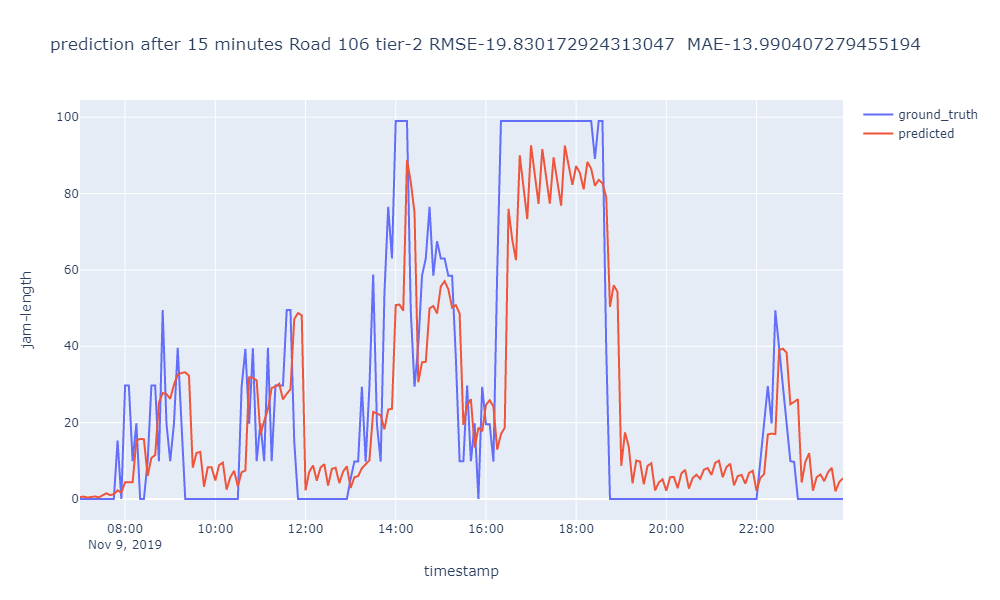 prediction after 15 minutes Road 106 tier-2 RMSE-19.830172924313047 MAE-13.990407279455194
ground_truth
predicted
100
80
60
40
20
0
jam-length
08:00 10:00 12:00 14:00 16:00 18:00 20:00 22:00
Nov 9, 2019
timestamp